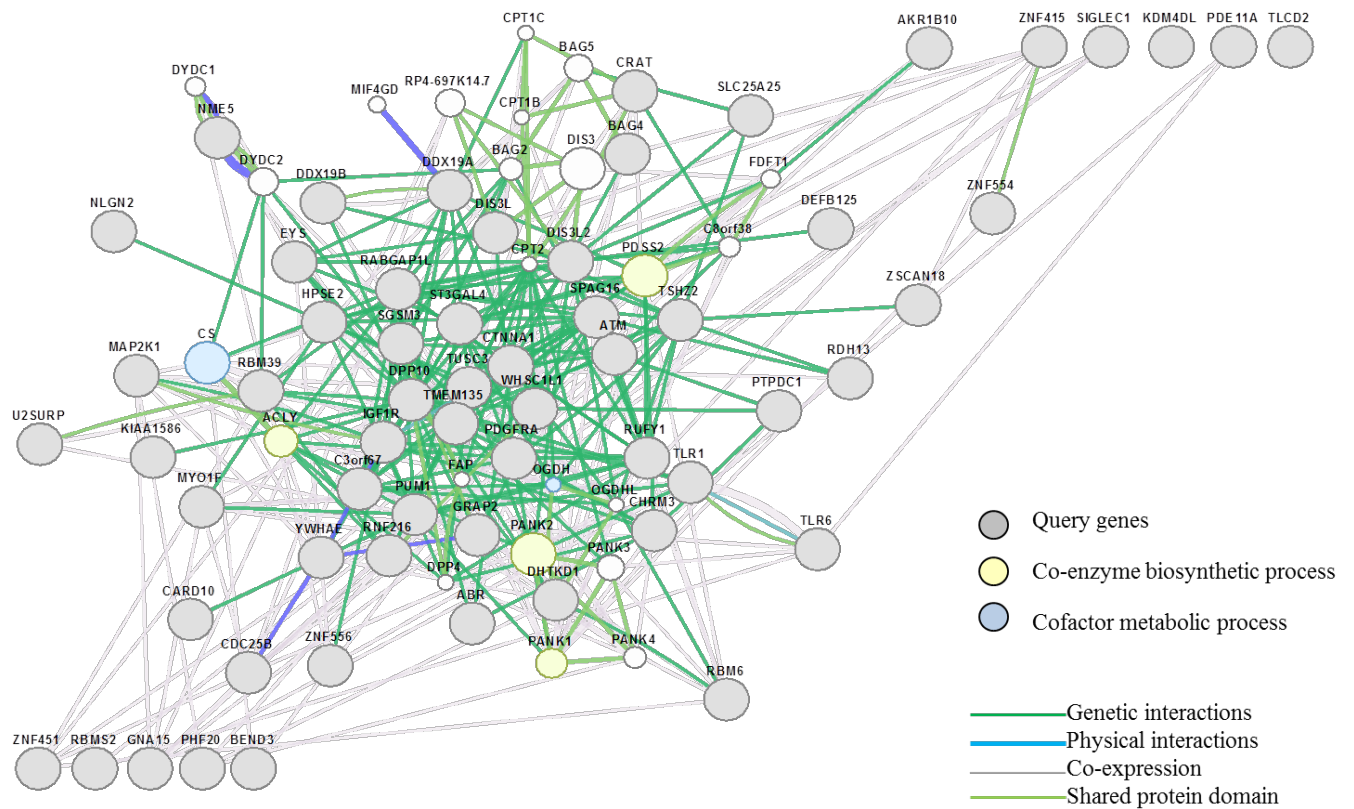 CPT1C
AKR1B10
ZNF415
SIGLEC1
KDM4DL
PDE11A
TLCD2
BAG5
CRAT
DYDC1
MIF4GD
RP4-697K14.7
SLC25A25
CPT1B
NME5
BAG4
DIS3
BAG2
DYDC2
DDX19B
DDX19A
FDFT1
ZNF554
DEFB125
NLGN2
DIS3L
C8orf38
EYS
DIS3L2
CPT2
PDSS2
RABGAP1L
ZSCAN18
HPSE2
ST3GAL4
SPAG16
TSHZ2
SGSM3
ATM
CS
CTNNA1
MAP2K1
RBM39
TUSC3
RDH13
DPP10
WHSC1L1
PTPDC1
TMEM135
U2SURP
ACLY
IGF1R
KIAA1586
PDGFRA
RUFY1
C3orf67
FAP
OGDH
TLR1
MYO1F
PUM1
OGDHL
GRAP2
CHRM3
TLR6
YWHAE
RNF216
PANK2
PANK3
DPP4
DHTKD1
CARD10
ABR
CDC25B
ZNF556
PANK1
PANK4
RBM6
ZNF451
RBMS2
GNA15
PHF20
BEND3
Query genes
Co-enzyme biosynthetic process
Cofactor metabolic process
Genetic interactions
Physical interactions
Co-expression
Shared protein domain